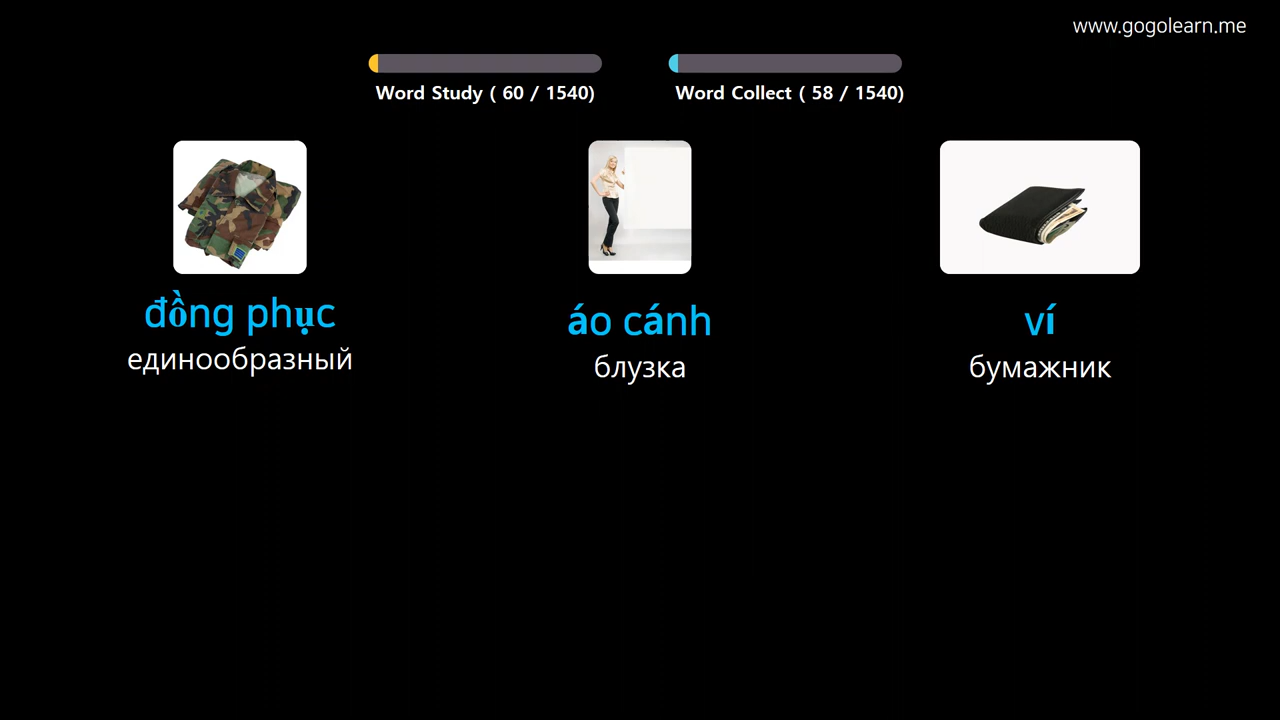 www.gogolearn.me
Word Study ( 60 / 1540)
Word Collect ( 58 / 1540)
đồng phục
единообразный
áo cánh
блузка
ví
бумажник